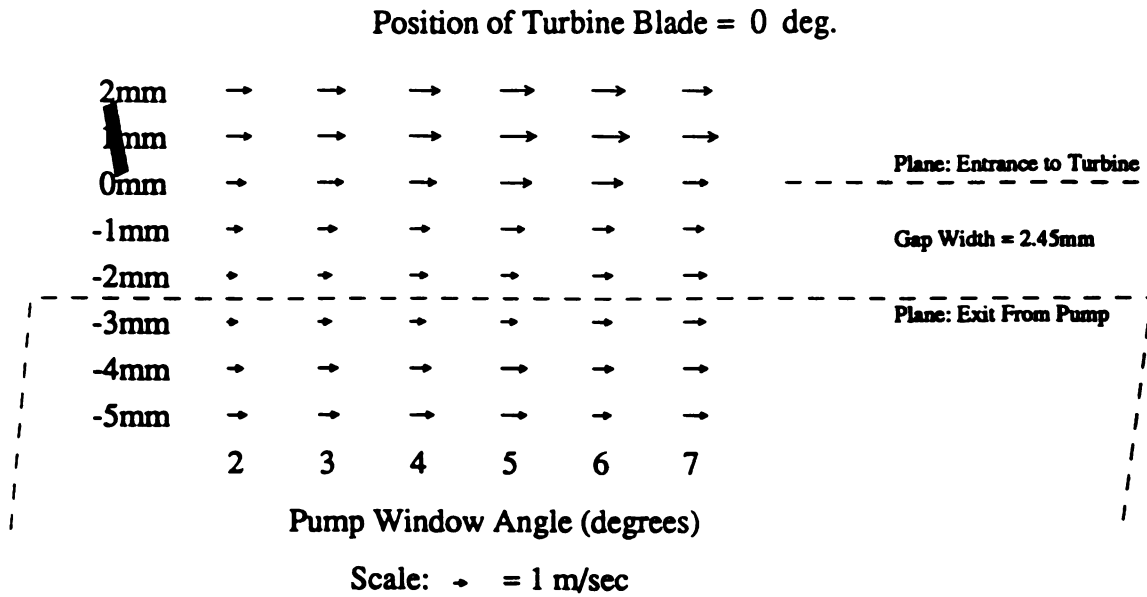 Position of Turbine Blade = 0 deg.
2mm
1mm
0mm
Plane: Entrance to Turbine
-1mm
Gap Width = 2.45mm
-2mm
-3mm
Plane: Exit From Pump
-4mm
-5mm
2 3 4 5 6 7
Pump Window Angle (degrees)
Scale: → = 1 m/sec